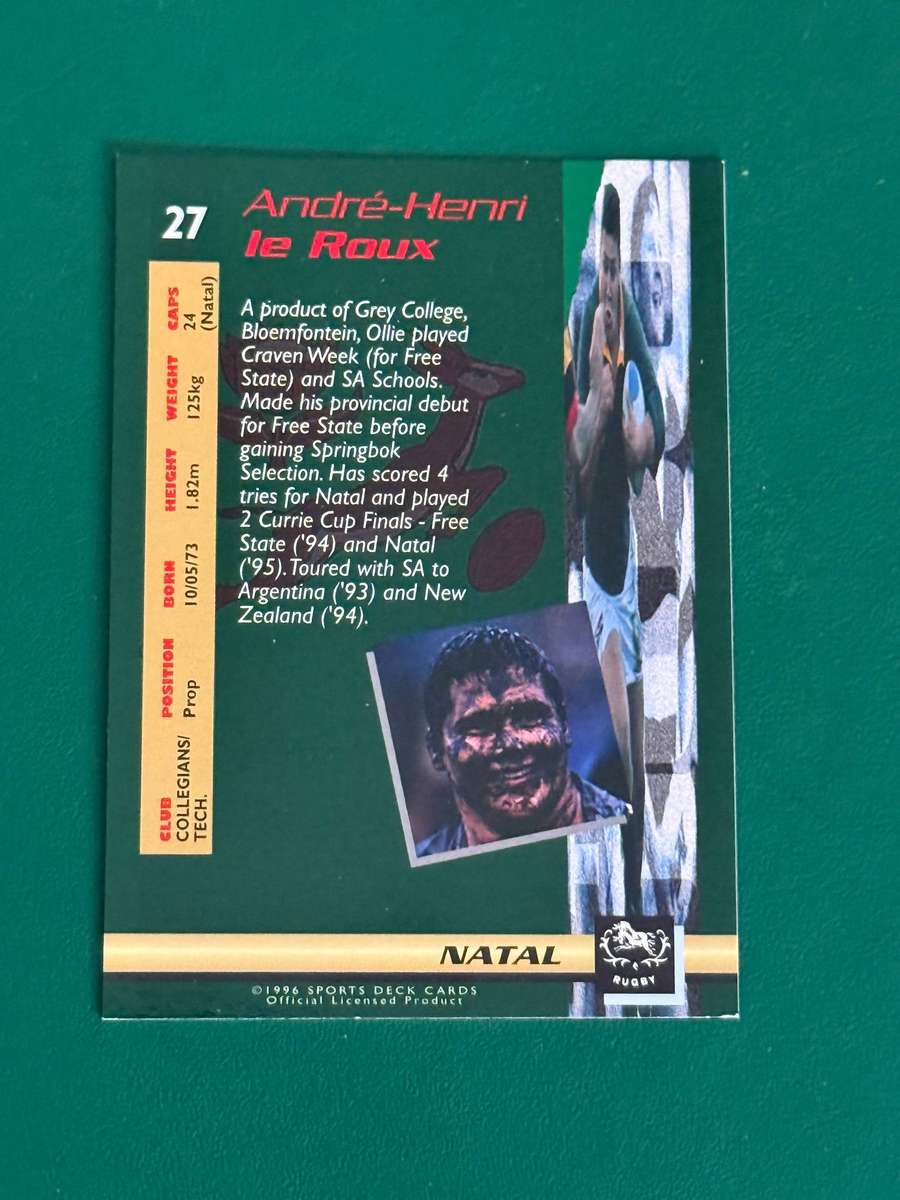 27
André-Henri
le Roux
CLUB
COLLEGIANS/
TECH.
POSITION
Prop
BORN
10/05/73
HEIGHT
1.82m
WEIGHT
125kg
CAPS
24
(Natal)
A product of Grey College,
Bloemfontein, Ollie played
Craven Week (for Free
State) and SA Schools.
Made his provincial debut
for Free State before
gaining Springbok
Selection. Has scored 4
tries for Natal and played
2 Currie Cup Finals - Free
State ('94) and Natal
('95). Toured with SA to
Argentina ('93) and New
Zealand ('94).
NATAL
RUGBY
©1996 SPORTS DECK CARDS
Official Licensed Product